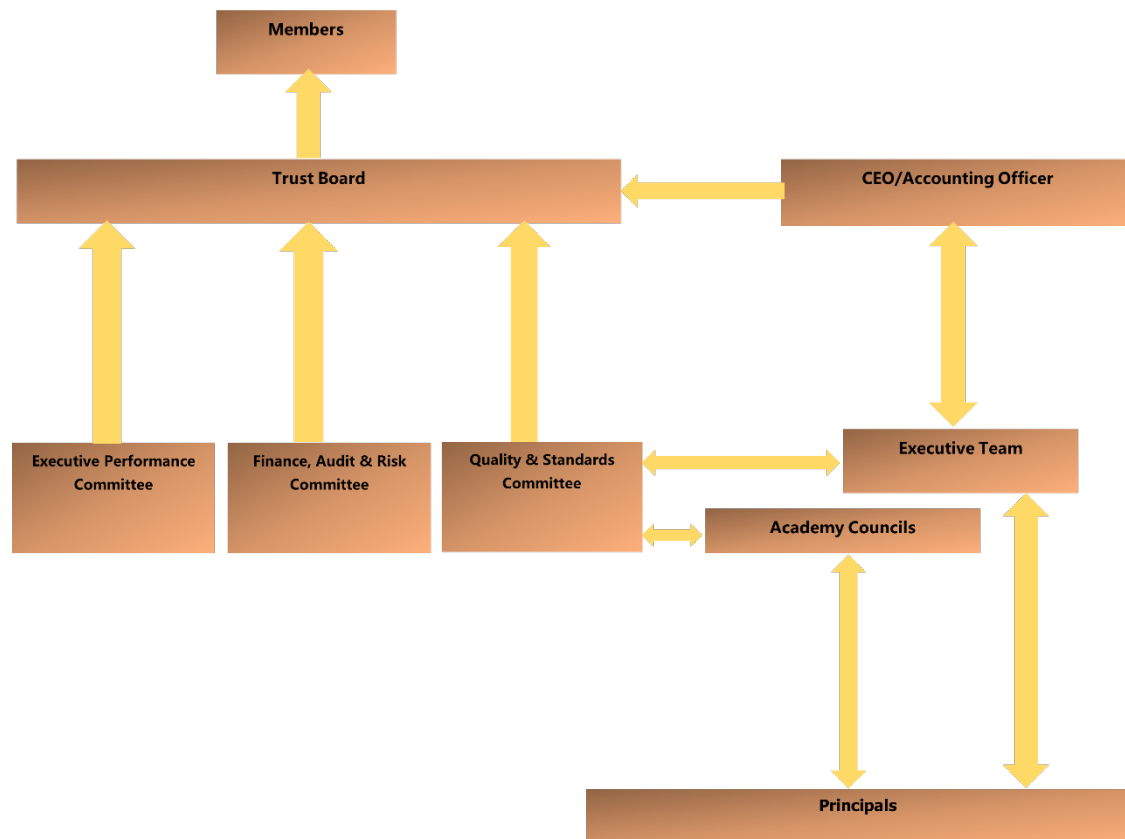 Members
Trust Board
CEO/Accounting Officer
Executive Performance
Committee
Finance, Audit & Risk
Committee
Quality & Standards
Committee
Executive Team
Academy Councils
Principals